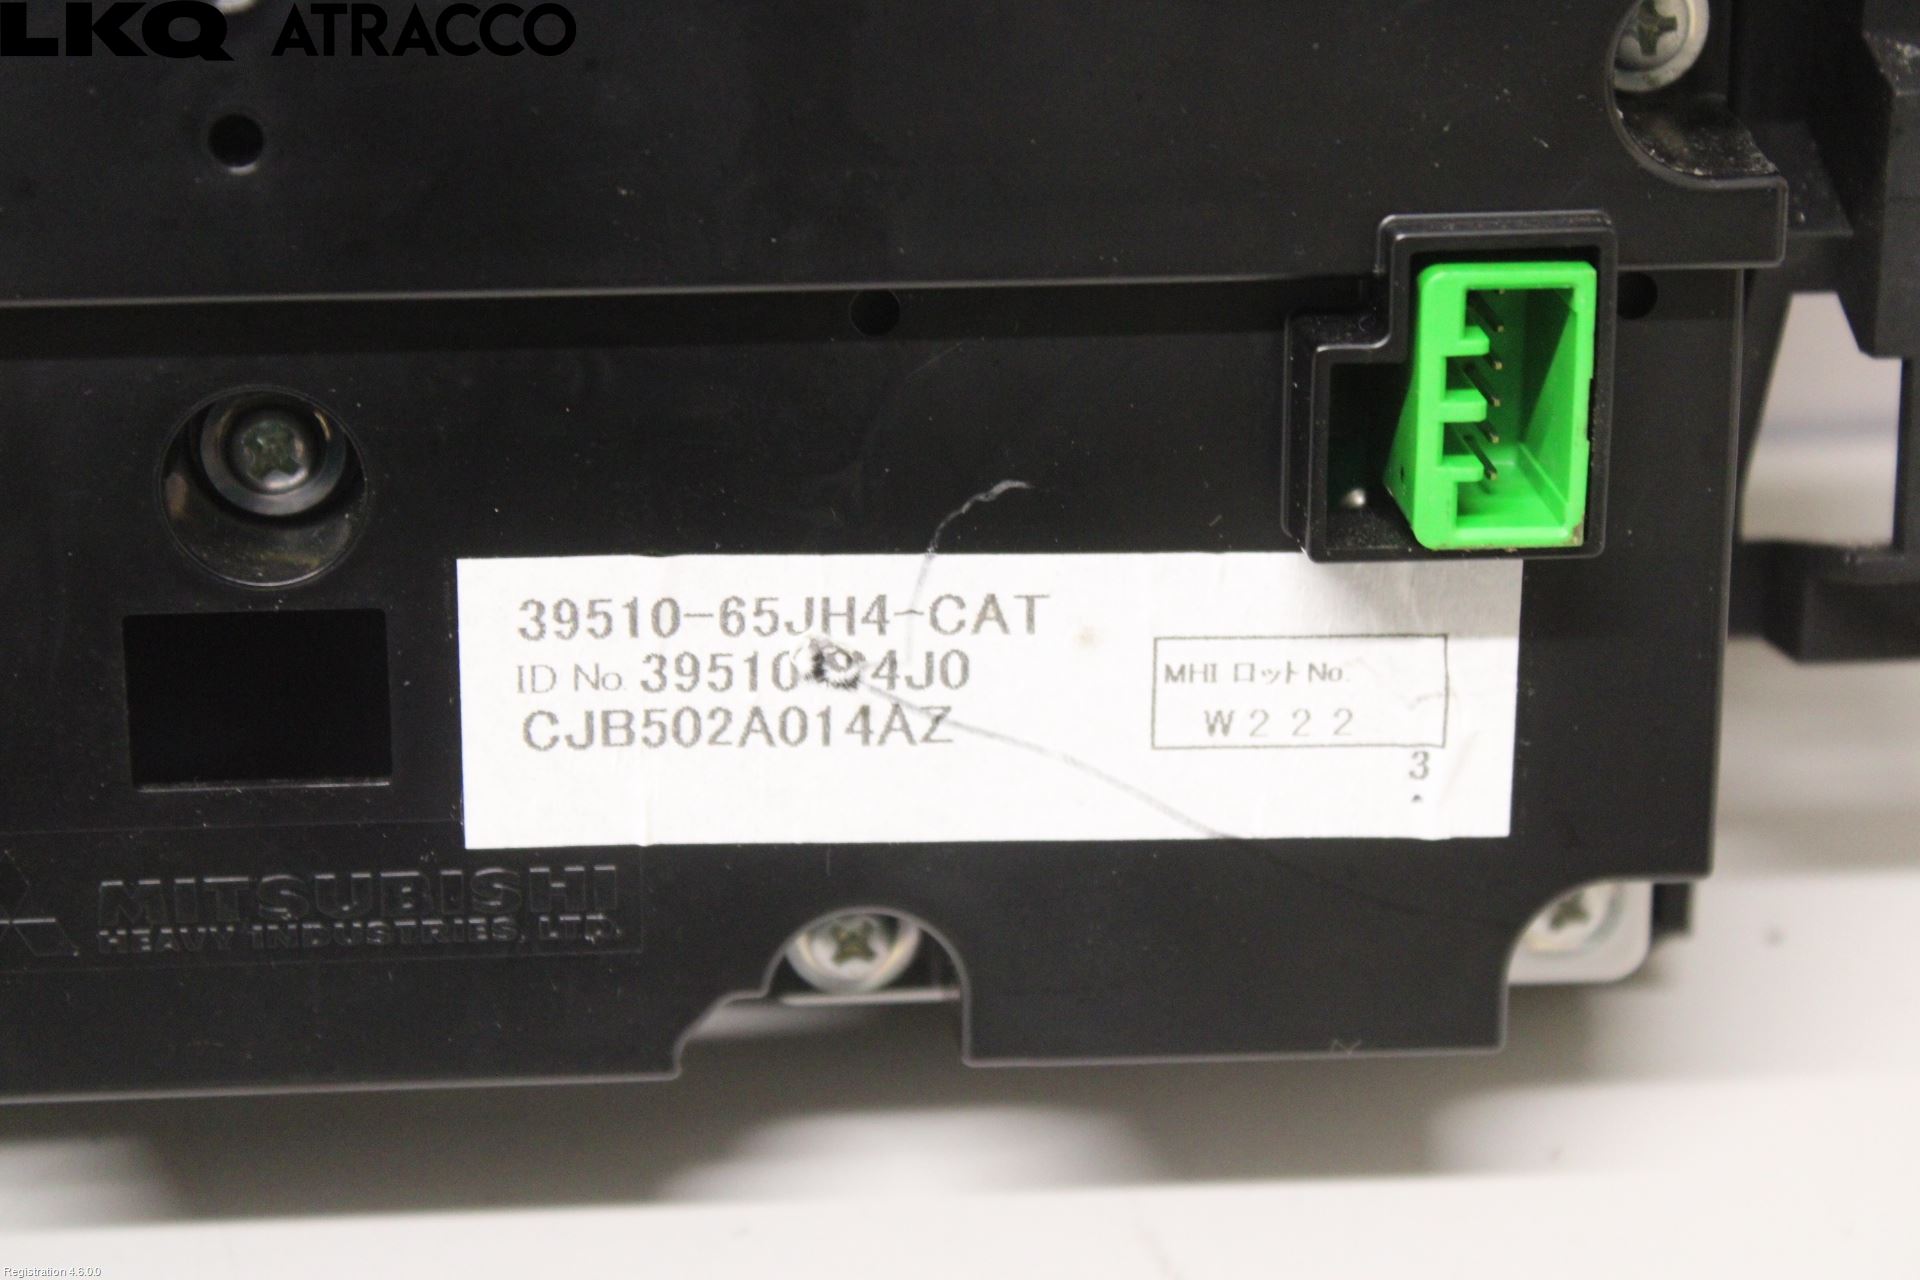 LKQ ATRACCO
39510-65JH4-CAT
ID No.
CJB502A014AZ
MHI ロット No.
W222
3
MITSUBISHI
HEAVY INDUSTRIES, LTD.
Registration 4.6.0.0